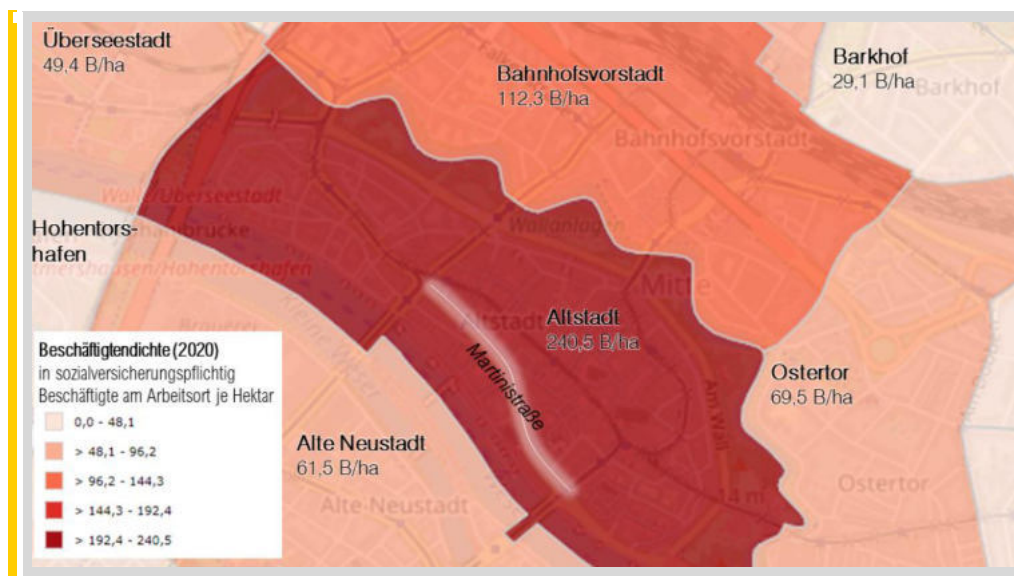 Überseestadt
49,4 B/ha
Bahnhofsvorstadt
112,3 B/ha
Barkhof
29,1 B/ha
Barkhof
Bahnhofsvorstadt
Walle/Überseestadt
Hohentors-
hafen
Wallanlagen
Mitte
Altstadt
Altstadt
240,5 B/ha
Martinistraße
Am Wall
Ostertor
69,5 B/ha
Brauerei
Beschäftigtendichte (2020)
in sozialversicherungspflichtig
Beschäftigte am Arbeitsort je Hektar
0,0 - 48,1
> 48,1 - 96,2
> 96,2 - 144,3
> 144,3 - 192,4
> 192,4 - 240,5
Alte Neustadt
61,5 B/ha
Alte Neustadt
14 m
Ostertor